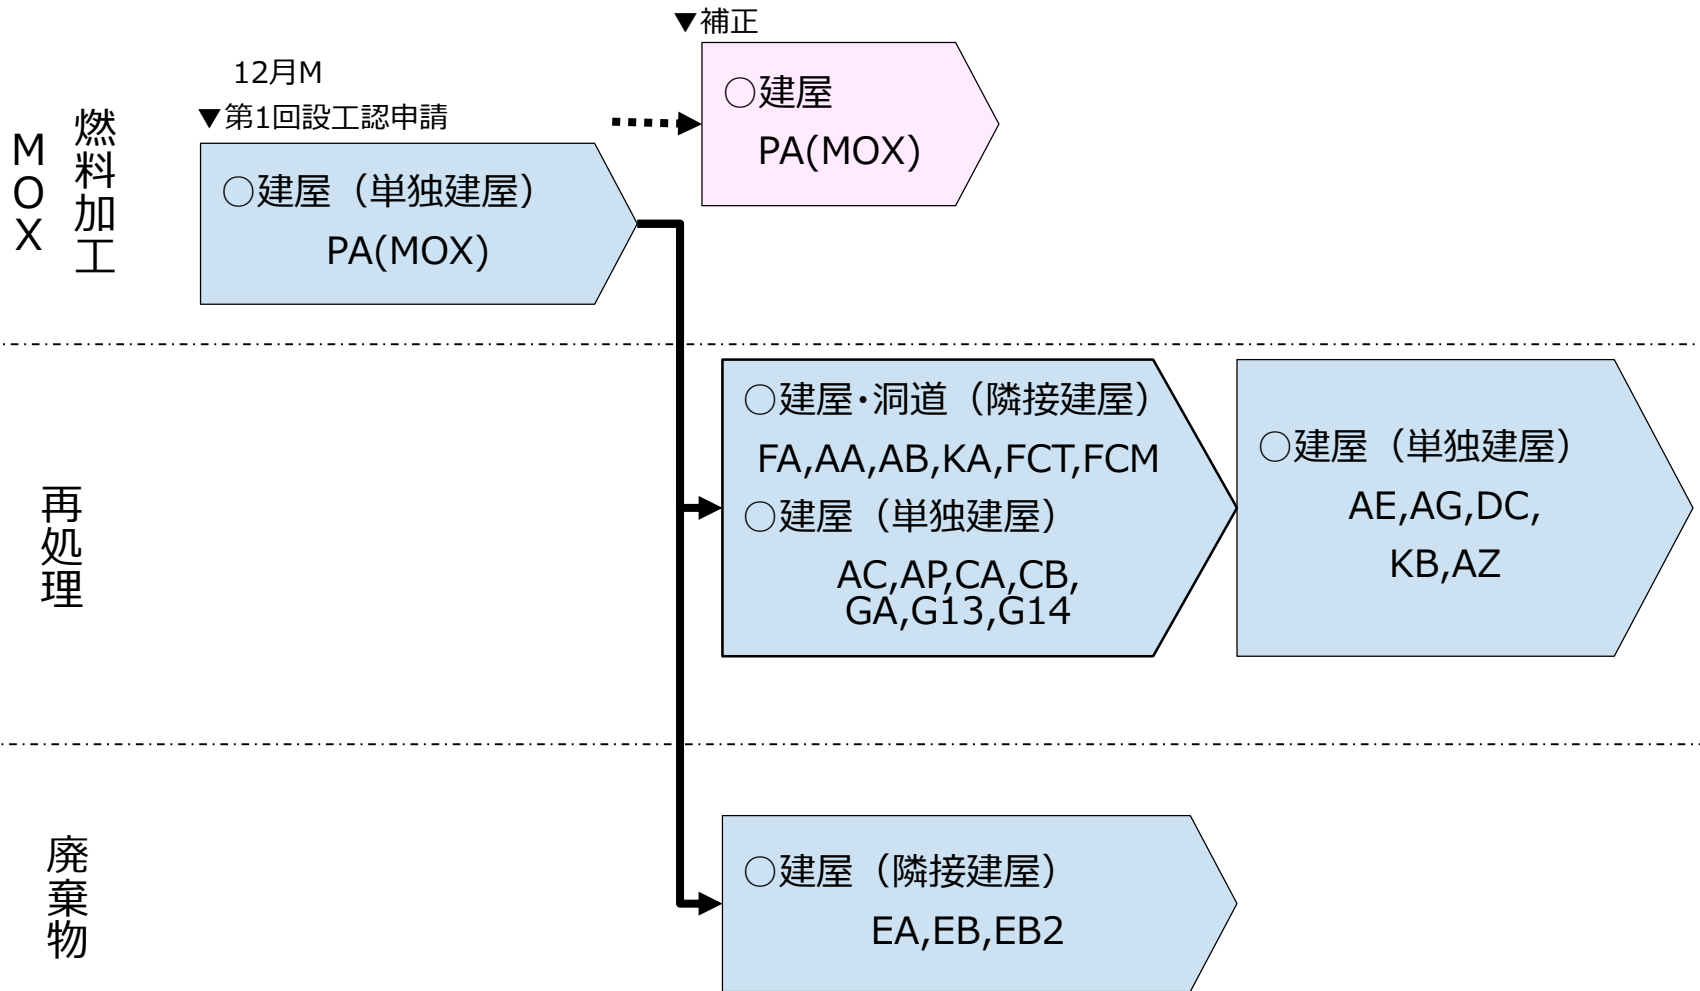 ▼補正
12月M
▼第1回設工認申請
MOX
燃料加工
○建屋（単独建屋）
PA(MOX)
○建屋
PA(MOX)
再処理
○建屋・洞道（隣接建屋）
FA,AA,AB,KA,FCT,FCM
○建屋（単独建屋）
AC,AP,CA,CB,
GA,G13,G14
○建屋（単独建屋）
AE,AG,DC,
KB,AZ
廃棄物
○建屋（隣接建屋）
EA,EB,EB2